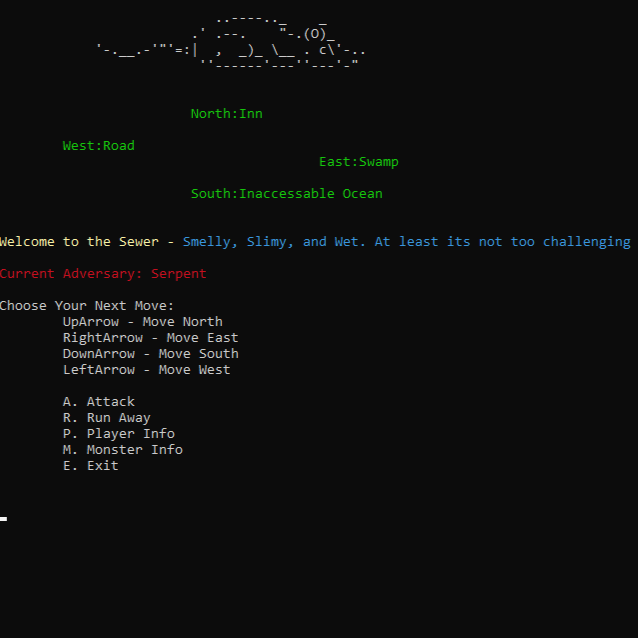 North:Inn
West:Road
East:Swamp
South:Inaccessable Ocean
Welcome to the Sewer - Smelly, Slimy, and Wet. At least its not too challenging
Current Adversary: Serpent
Choose Your Next Move:
UpArrow - Move North
RightArrow - Move East
DownArrow - Move South
LeftArrow - Move West
A. Attack
R. Run Away
P. Player Info
M. Monster Info
E. Exit